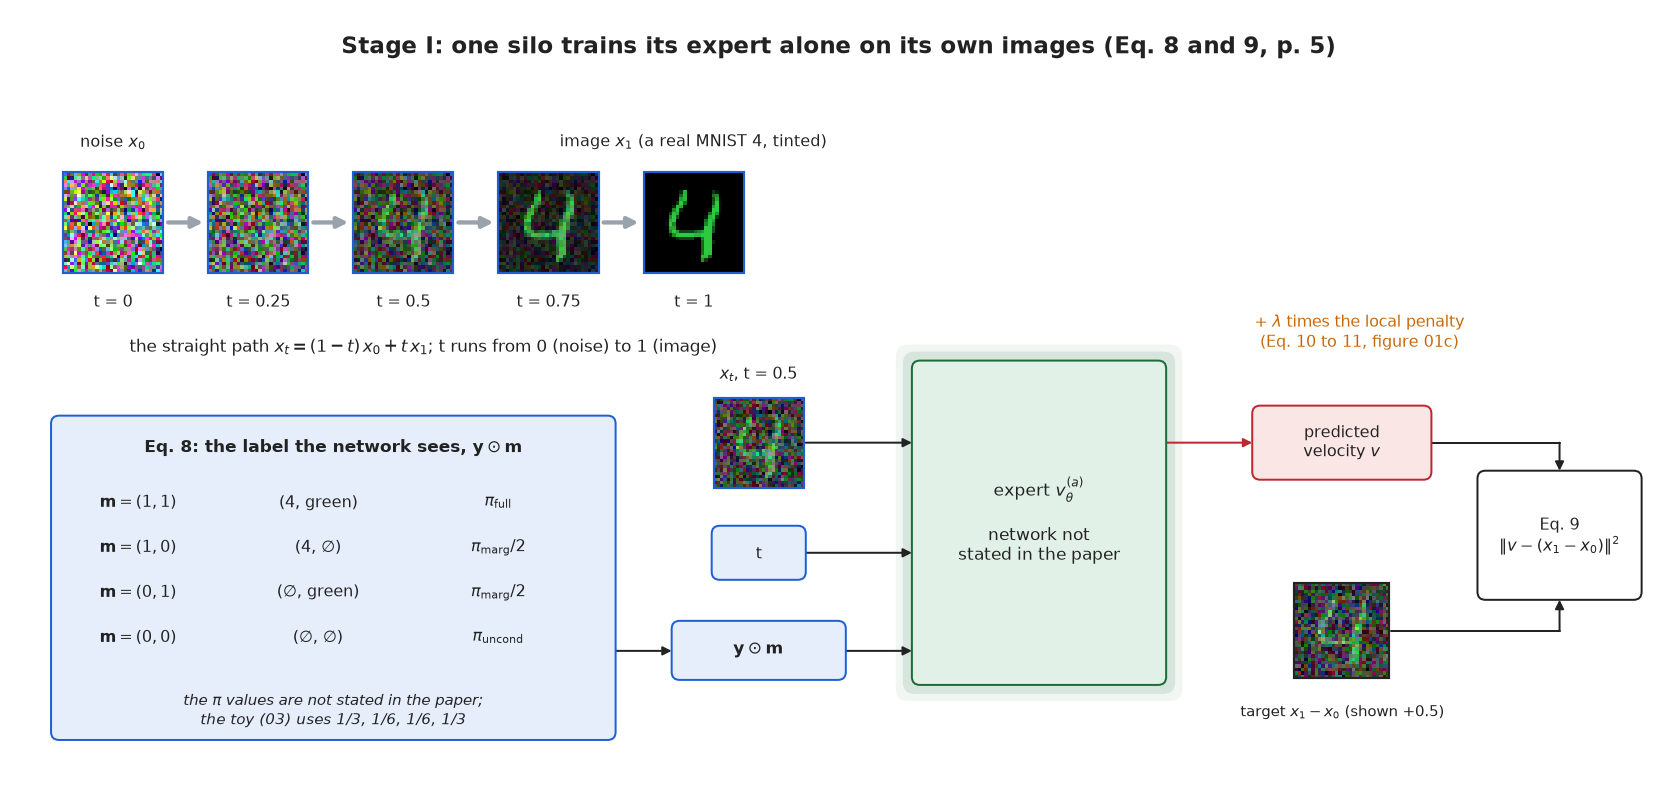 Stage I: one silo trains its expert alone on its own images (Eq. 8 and 9, p. 5)
noise x₀
image x₁ (a real MNIST 4, tinted)
t = 0
t = 0.25
t = 0.5
t = 0.75
t = 1
the straight path xₜ = (1 − t) x₀ + t x₁; t runs from 0 (noise) to 1 (image)
Eq. 8: the label the network sees, y ⊙ m
m = (1, 1) (4, green) π_full
m = (1, 0) (4, ∅) π_marg/2
m = (0, 1) (∅, green) π_marg/2
m = (0, 0) (∅, ∅) π_uncond
the π values are not stated in the paper;
the toy (03) uses 1/3, 1/6, 1/6, 1/3
xₜ, t = 0.5
t
y ⊙ m
expert v_θ^(a)
network not
stated in the paper
+ λ times the local penalty
(Eq. 10 to 11, figure 01c)
predicted
velocity v
Eq. 9
‖v − (x₁ − x₀)‖²
target x₁ − x₀ (shown +0.5)